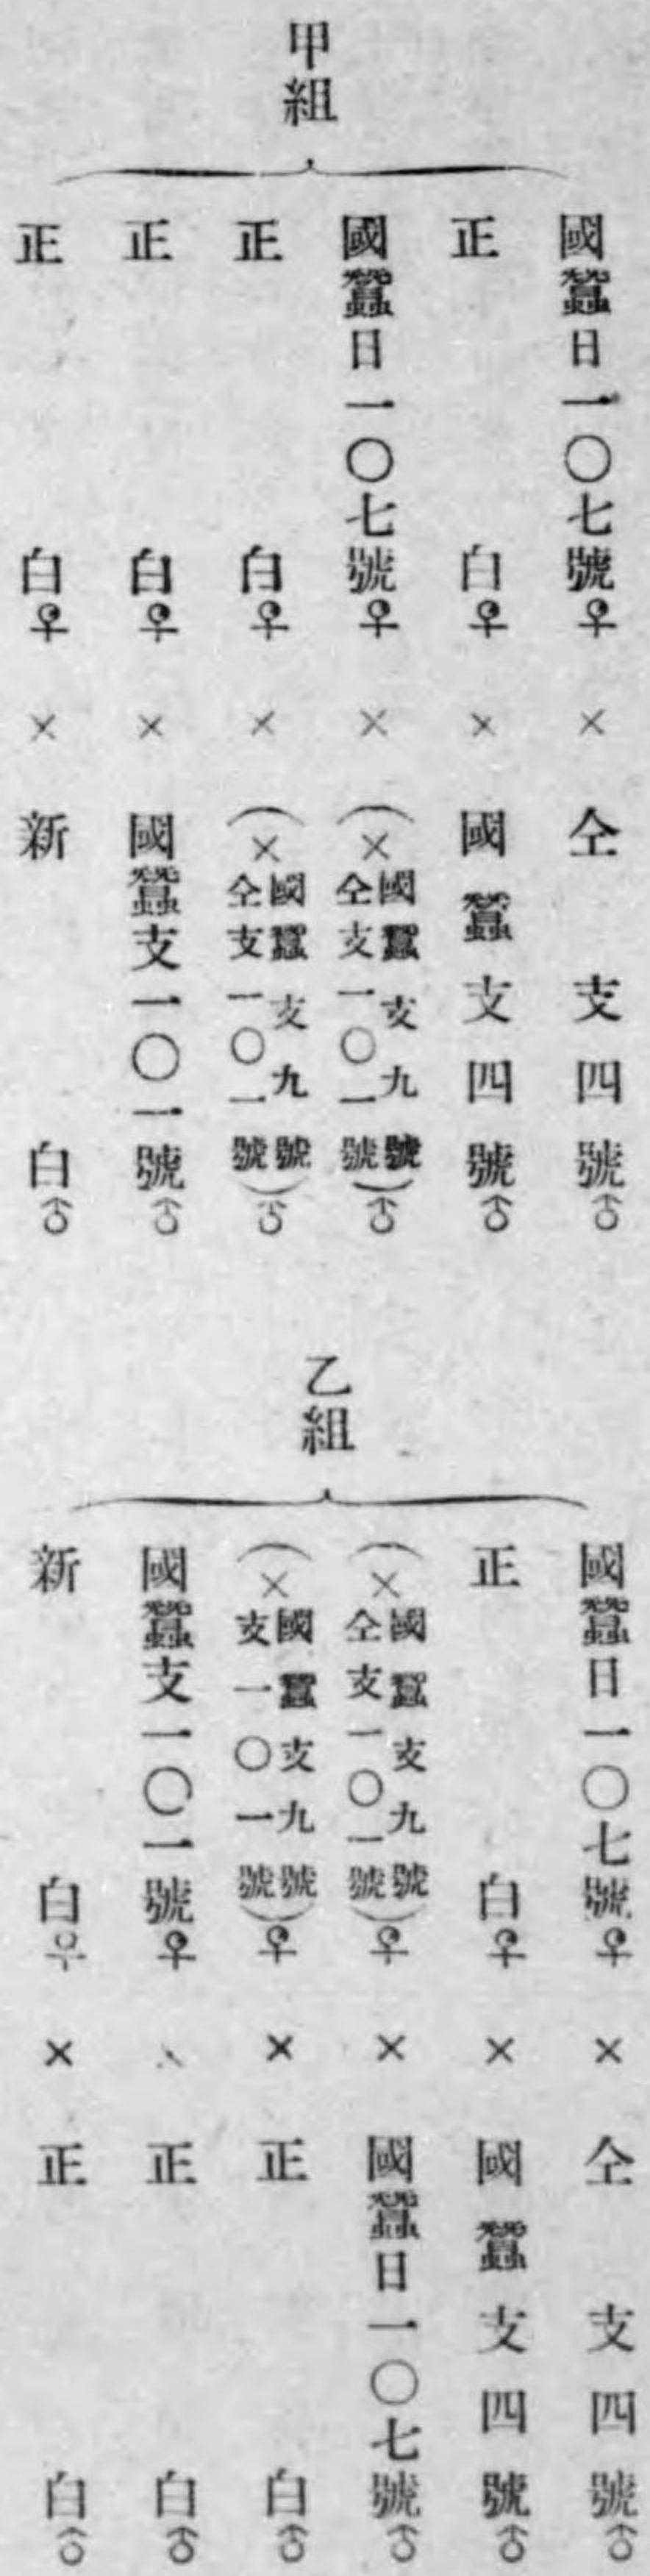 甲組
國蠶日一〇七號♀×仝支四號♂
正白♀×國蠶支四號♂
國蠶日一〇七號♀×(國蠶支九號×仝支一〇一號)♂
正白♀×(國蠶支九號×仝支一〇一號)♂
正白♀×國蠶支一〇一號♂
正白♀×新白♂
乙組
國蠶日一〇七號♀×仝支四號♂
正白♀×國蠶支四號♂
(國蠶支九號×仝支一〇一號)♀×國蠶日一〇七號♂
(國蠶支九號×支一〇一號)♀×正白♂
國蠶支一〇一號♀×正白♂
新白♀×正白♂